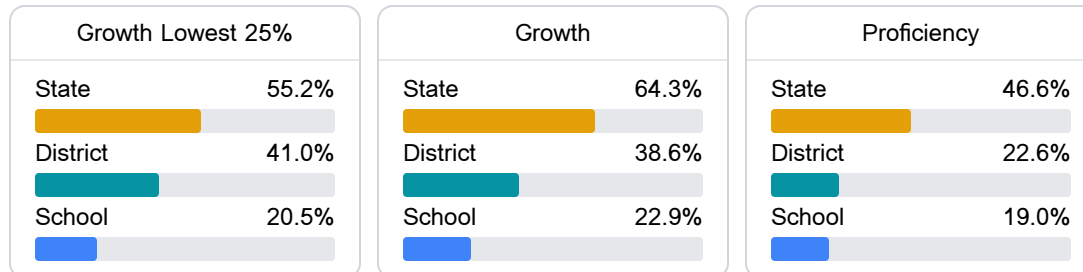 Growth Lowest 25%
State 55.2%
District 41.0%
School 20.5%
Growth
State 64.3%
District 38.6%
School 22.9%
Proficiency
State 46.6%
District 22.6%
School 19.0%